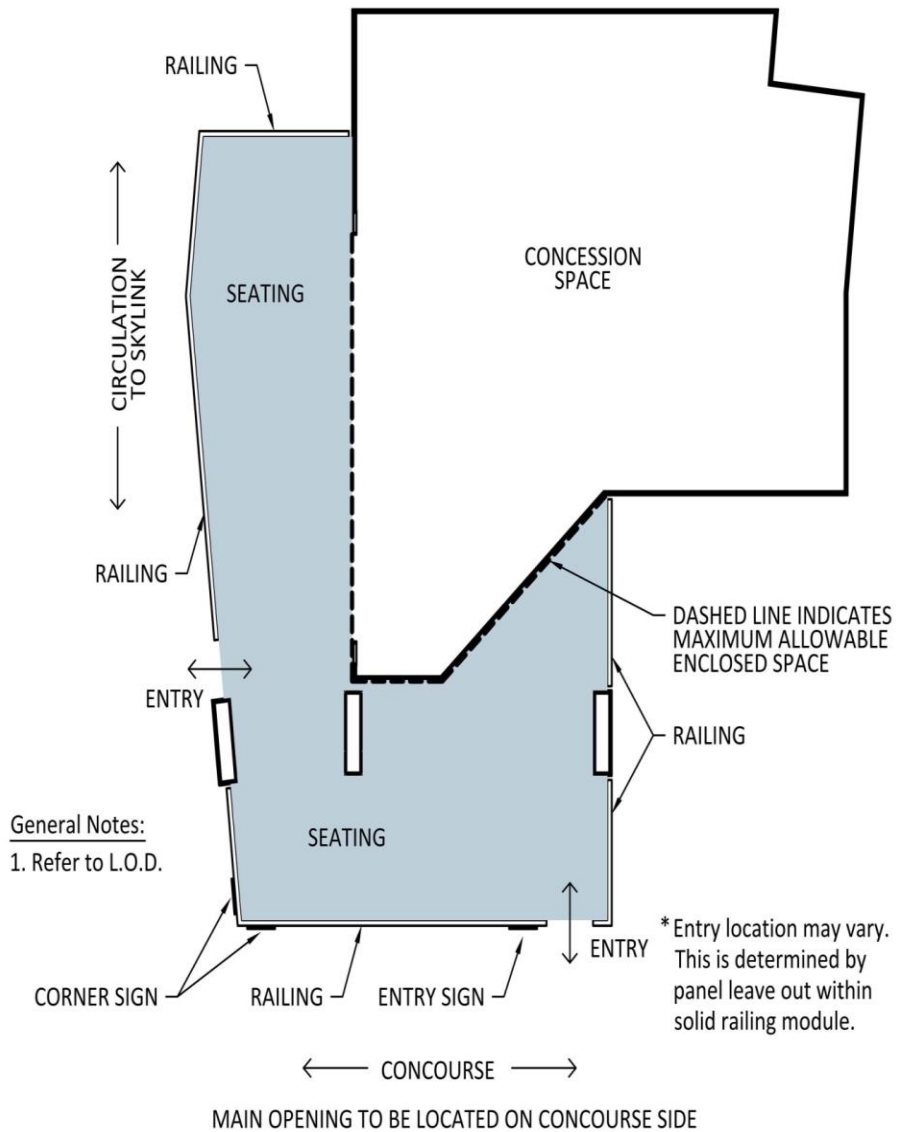 RAILING
CONCESSION
SPACE
SEATING
CIRCULATION
TO SKYLINK
RAILING
DASHED LINE INDICATES
MAXIMUM ALLOWABLE
ENCLOSED SPACE
ENTRY
RAILING
General Notes:
1. Refer to L.O.D.
SEATING
* Entry location may vary.
This is determined by
panel leave out within
solid railing module.
ENTRY
CORNER SIGN
RAILING
ENTRY SIGN
CONCOURSE
MAIN OPENING TO BE LOCATED ON CONCOURSE SIDE